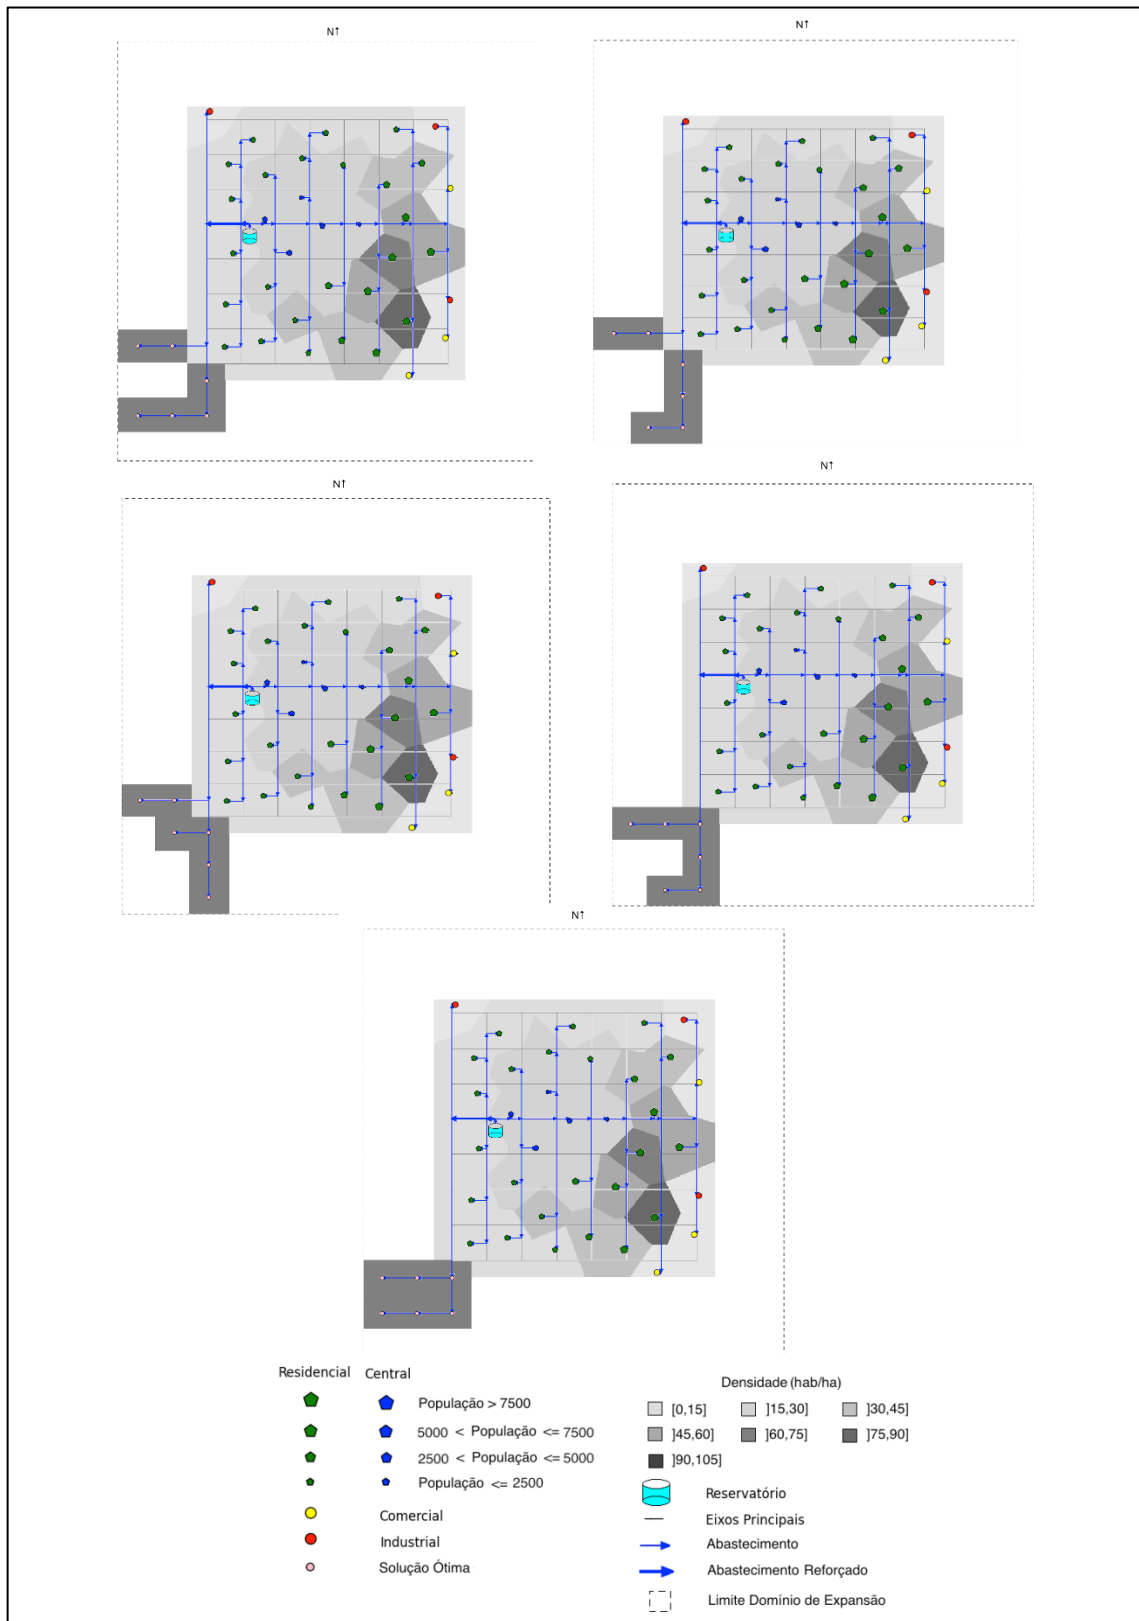 N↑
N↑
N↑
N↑
N↑
Residencial Central
População > 7500
5000 < População <= 7500
2500 < População <= 5000
População <= 2500
Comercial
Industrial
Solução Ótima
Densidade (hab/ha)
[0,15] ]15,30] ]30,45]
]45,60] ]60,75] ]75,90]
]90,105]
Reservatório
Eixos Principais
Abastecimento
Abastecimento Reforçado
Limite Domínio de Expansão